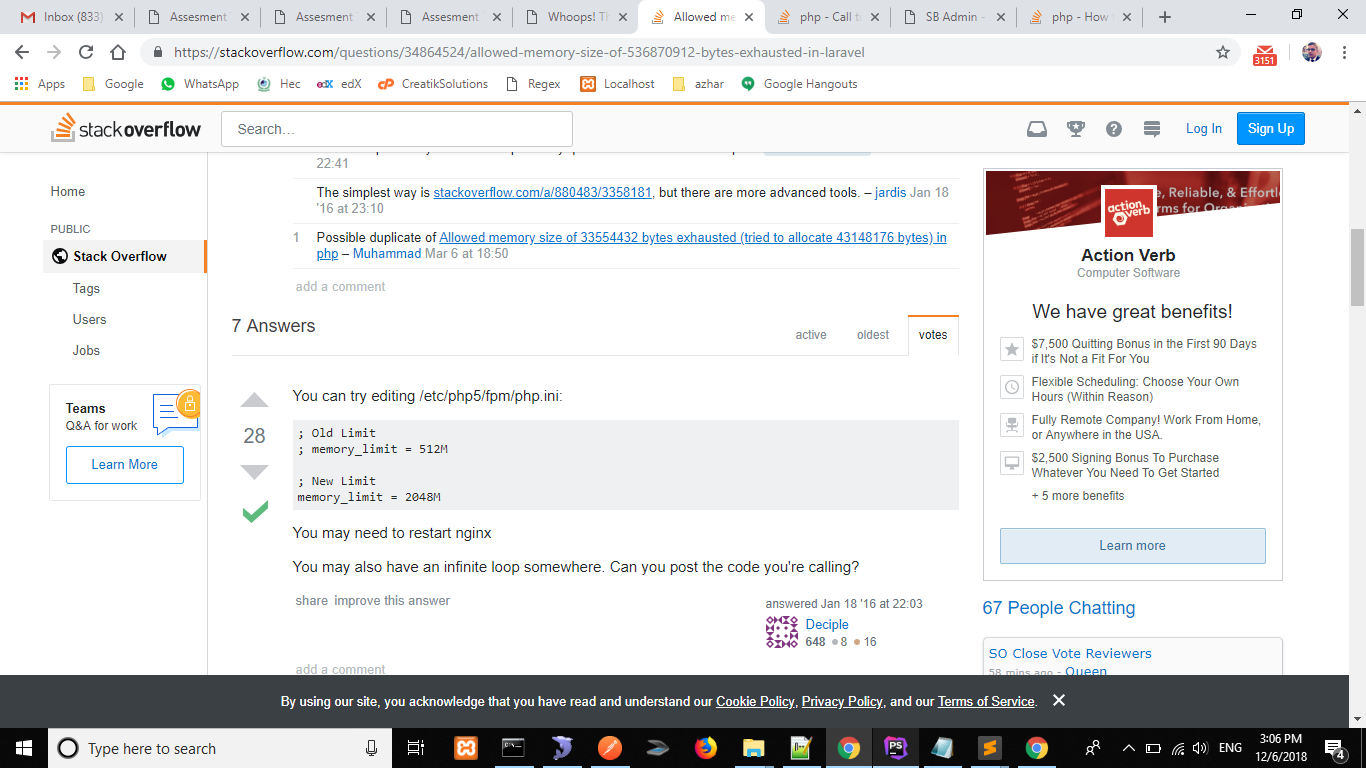 Inbox (833)
Assesment
Assesment
Assesment
Whoops! Th
Allowed me
php - Call t
SB Admin -
php - How
https://stackoverflow.com/questions/34864524/allowed-memory-size-of-536870912-bytes-exhausted-in-laravel
3151
Apps
Google
WhatsApp
Hec
edX edX
CP CreatikSolutions
Regex
Localhost
azhar
Google Hangouts
stackoverflow
Search…
Log In
Sign Up
Home
PUBLIC
Stack Overflow
Tags
Users
Jobs
Teams
Q&A for work
Learn More
22:41
The simplest way is stackoverflow.com/a/880483/3358181, but there are more advanced tools. – jardis Jan 18
'16 at 23:10
1 Possible duplicate of Allowed memory size of 33554432 bytes exhausted (tried to allocate 43148176 bytes) in
php – Muhammad Mar 6 at 18:50
add a comment
7 Answers
active
oldest
votes
You can try editing /etc/php5/fpm/php.ini:
28
; Old Limit
; memory_limit = 512M
; New Limit
memory_limit = 2048M
You may need to restart nginx
You may also have an infinite loop somewhere. Can you post the code you're calling?
share improve this answer
answered Jan 18 '16 at 22:03
Deciple
648 8 16
add a comment
e, Reliable, & Effortl
rms for Organi
action verb
Action Verb
Computer Software
We have great benefits!
$7,500 Quitting Bonus in the First 90 Days
if It's Not a Fit For You
Flexible Scheduling: Choose Your Own
Hours (Within Reason)
Fully Remote Company! Work From Home,
or Anywhere in the USA.
$2,500 Signing Bonus To Purchase
Whatever You Need To Get Started
+ 5 more benefits
Learn more
67 People Chatting
SO Close Vote Reviewers
58 mins ago - Queen
By using our site, you acknowledge that you have read and understand our Cookie Policy, Privacy Policy, and our Terms of Service.
Type here to search
PS
ENG
3:06 PM
12/6/2018
4